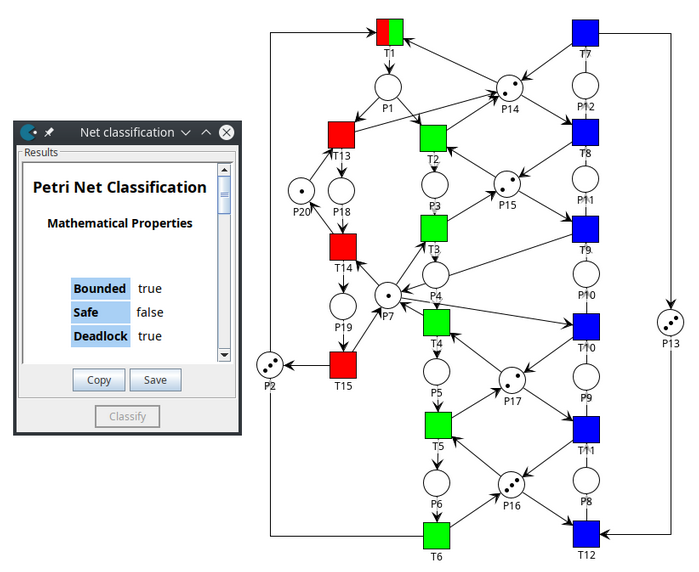 Net classification
Results
Petri Net Classification
Mathematical Properties
Bounded true
Safe false
Deadlock true
Copy Save
Classify
T1
T7
P1
P14
P12
T13
T2
T8
P20
P18
P3
P15
P11
T14
T3
T9
P7
P4
P10
P19
T4
T10
P13
P2
T15
P5
P17
P9
T5
T11
P6
P16
P8
T6
T12